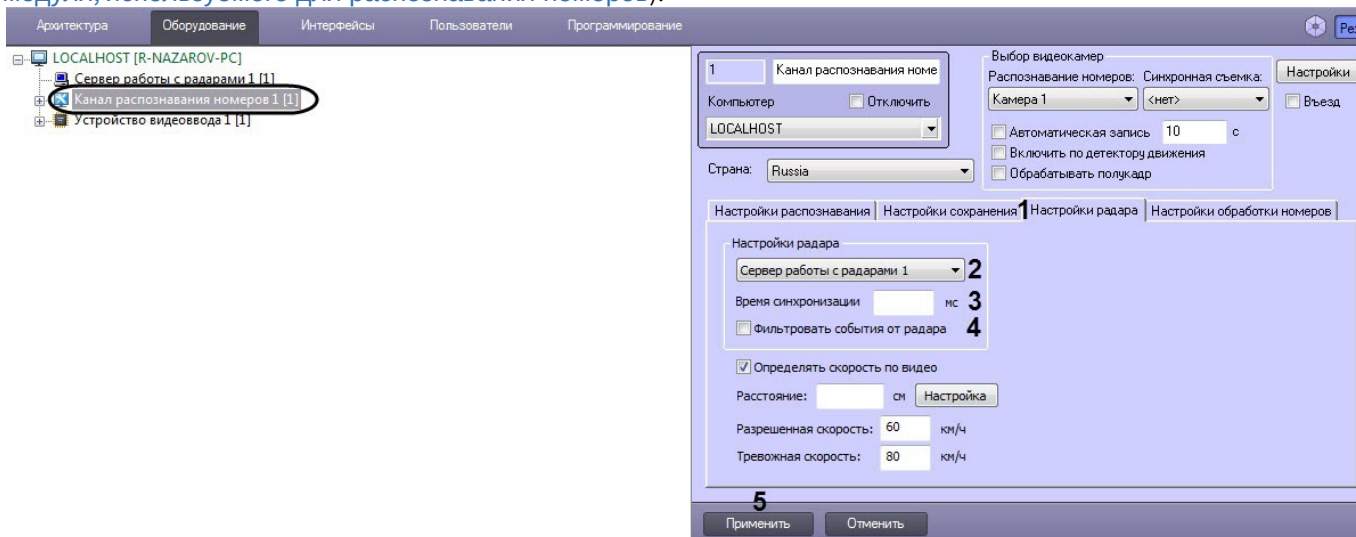 модуля, используемого для распознавания номеров).
Архитектура Оборудование Интерфейсы Пользователи Программирование
LOCALHOST [R-NAZAROV-PC]
Сервер работы с радарами 1 [1]
Канал распознавания номеров 1 [1]
Устройство видеоввода 1 [1]
1 Канал распознавания номе
Компьютер Отключить
LOCALHOST
Страна: Russia
Выбор видеокамер
Распознавание номеров: Синхронная съемка:
Камера 1 <нет>
Автоматическая запись 10 с
Включить по детектору движения
Обрабатывать полукадр
Настройки
Въезд
Настройки распознавания Настройки сохранения 1 Настройки радара Настройки обработки номеров
Настройки радара
Сервер работы с радарами 1 2
Время синхронизации мс 3
Фильтровать события от радара 4
Определять скорость по видео
Расстояние: см Настройка
Разрешенная скорость: 60 км/ч
Тревожная скорость: 80 км/ч
5
Применить Отменить